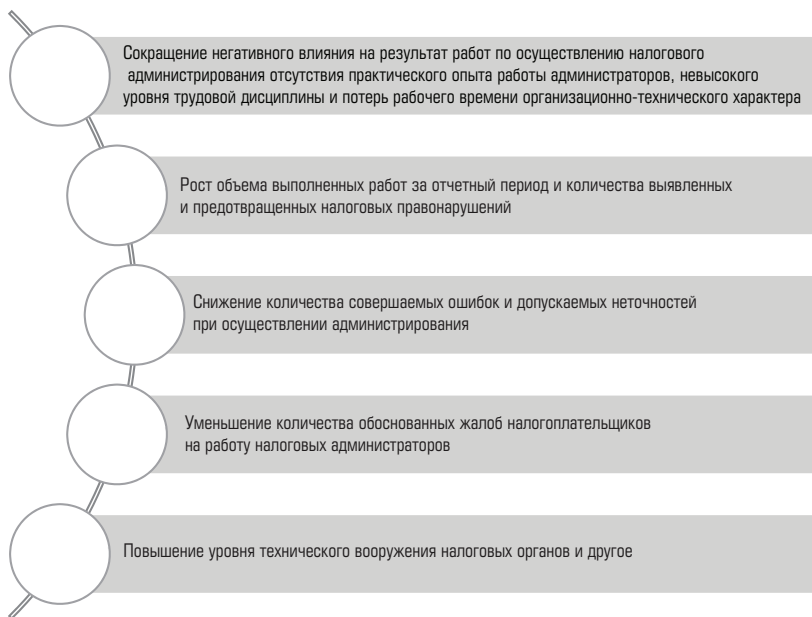 Сокращение негативного влияния на результат работ по осуществлению налогового
администрирования отсутствия практического опыта работы администраторов, невысокого
уровня трудовой дисциплины и потерь рабочего времени организационно-технического характера
Рост объема выполненных работ за отчетный период и количества выявленных
и предотвращенных налоговых правонарушений
Снижение количества совершаемых ошибок и допускаемых неточностей
при осуществлении администрирования
Уменьшение количества обоснованных жалоб налогоплательщиков
на работу налоговых администраторов
Повышение уровня технического вооружения налоговых органов и другое